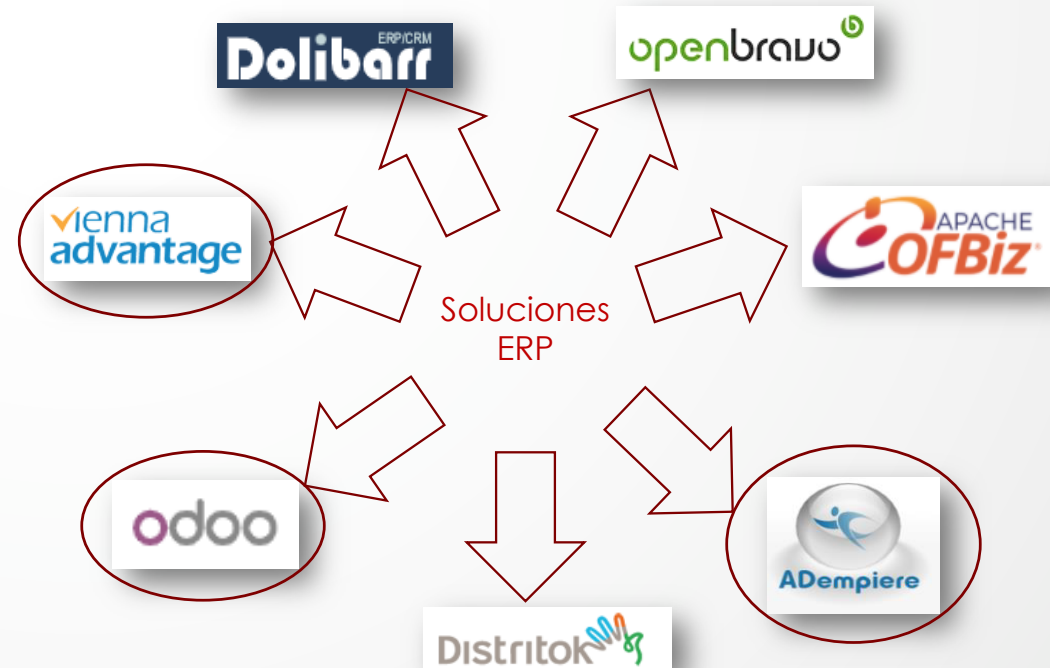 ERP/CRM
Dolibarr
openbravo
vienna
advantage
APACHE
OFBiz
Soluciones
ERP
odoo
ADempiere
Distritok